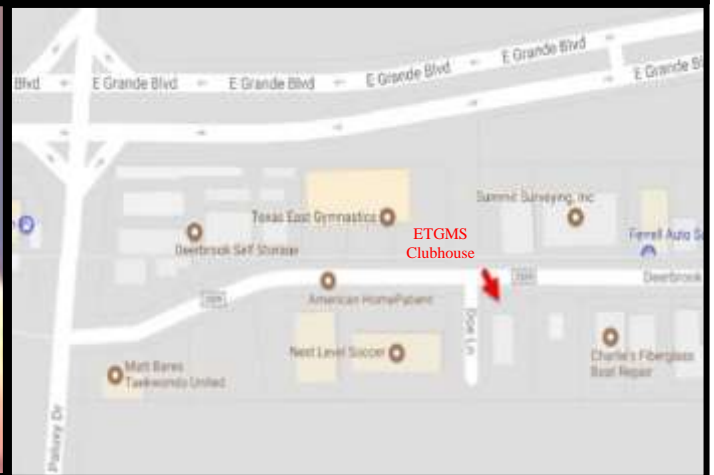 E Grande Blvd
E Grande
Blvd
E Grande Blvd
E Grande Blvd
E Grande Blvd
Summit Surveying, Inc
Texas East Gymnastics
ETGMS
Clubhouse
Ferrell Auto
Deerbrook Self Storage
Deerbrook
American HomePatient
Doe Ln
Next Level Soccer
Charlie's Fiberglass
Boat Repair
Matt Bares
Taekwondo United
Paluxy Dr